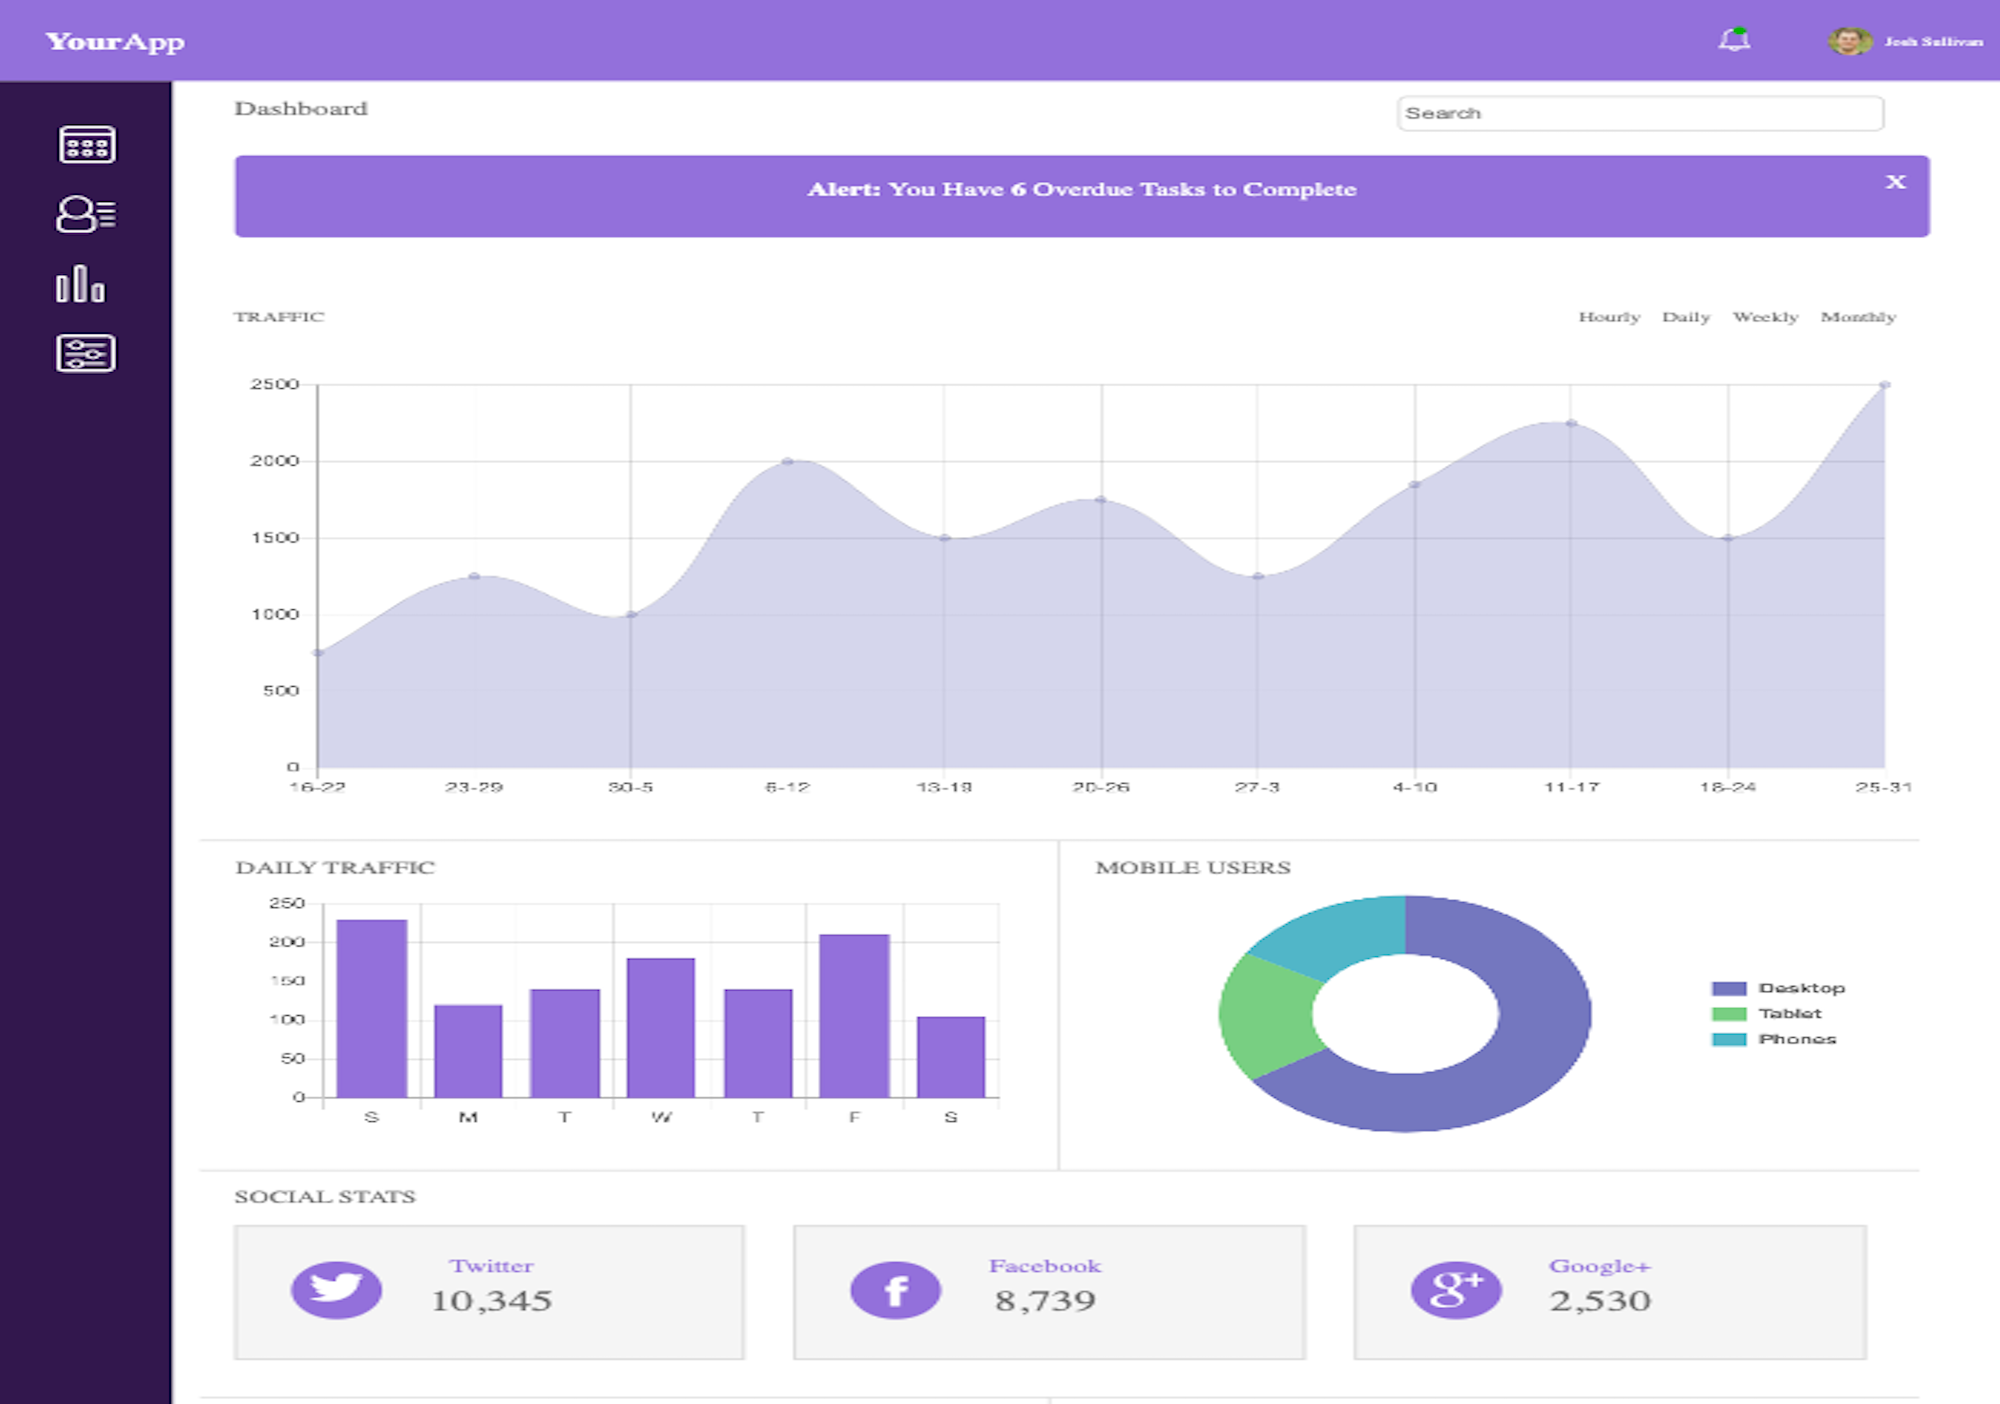 YourApp
Josh Sullivan
Dashboard
Search
Alert: You Have 6 Overdue Tasks to Complete
X
TRAFFIC
Hourly Daily Weekly Monthly
2500
2000
1500
1000
500
0
16-22 23-29 30-5 6-12 13-19 20-26 27-3 4-10 11-17 18-24 25-31
DAILY TRAFFIC
250
200
150
100
50
0
S M T W T F S
MOBILE USERS
Desktop
Tablet
Phones
SOCIAL STATS
Twitter
10,345
Facebook
8,739
Google+
2,530